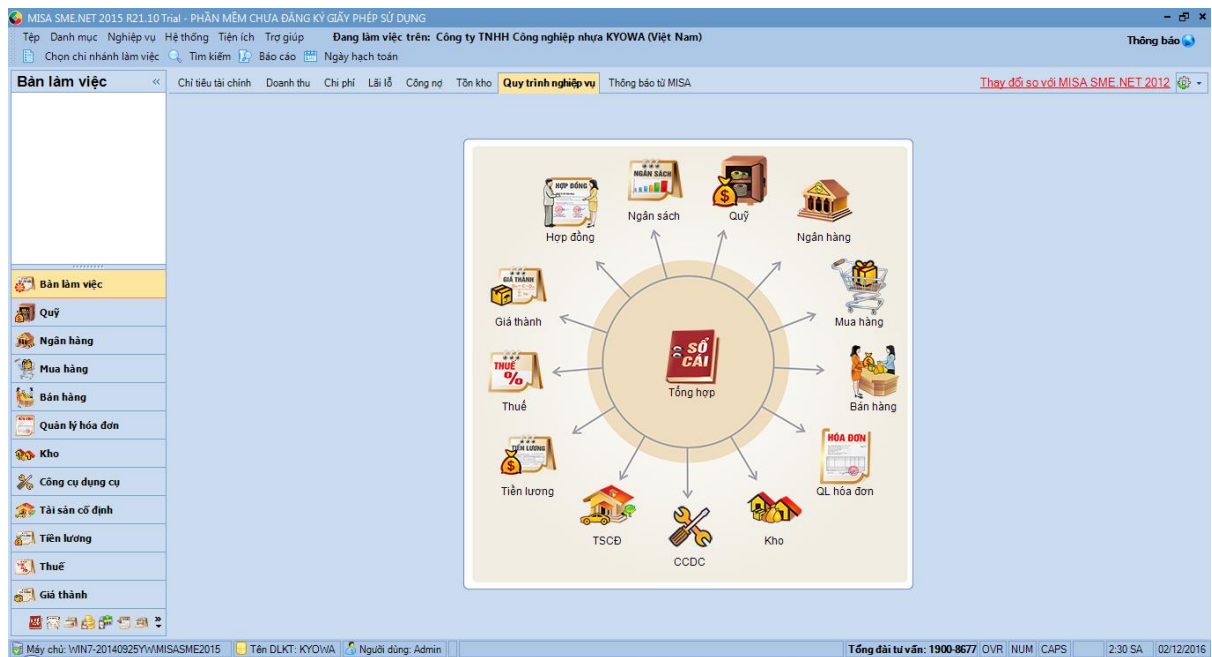 MISA SME.NET 2015 R21.10 Trial - PHẦN MỀM CHƯA ĐĂNG KÝ GIẤY PHÉP SỬ DỤNG
Tệp Danh mục Nghiệp vụ Hệ thống Tiện ích Trợ giúp Đang làm việc trên: Công ty TNHH Công nghiệp nhựa KYOWA (Việt Nam) Thông báo
Chọn chi nhánh làm việc Tìm kiếm Báo cáo Ngày hạch toán
Bàn làm việc « Chỉ tiêu tài chính Doanh thu Chi phí Lãi lỗ Công nợ Tồn kho Quy trình nghiệp vụ Thông báo từ MISA Thay đổi so với MISA SME.NET 2012
HỢP ĐỒNG
Hợp đồng
NGÂN SÁCH
Ngân sách
Quỹ
Ngân hàng
GIÁ THÀNH
Giá thành
Mua hàng
SỔ CÁI
Tổng hợp
THUẾ %
Thuế
Bán hàng
TIỀN LƯƠNG
Tiền lương
HÓA ĐƠN
QL hóa đơn
TSCĐ
CCDC
Kho
Bàn làm việc
Quỹ
Ngân hàng
Mua hàng
Bán hàng
Quản lý hóa đơn
Kho
Công cụ dụng cụ
Tài sản cố định
Tiền lương
Thuế
Giá thành
Máy chủ: WIN7-20140925YW\MISASME2015 Tên DLKT: KYOWA Người dùng: Admin Tổng đài tư vấn: 1900-8677 OVR NUM CAPS 2:30 SA 02/12/2016